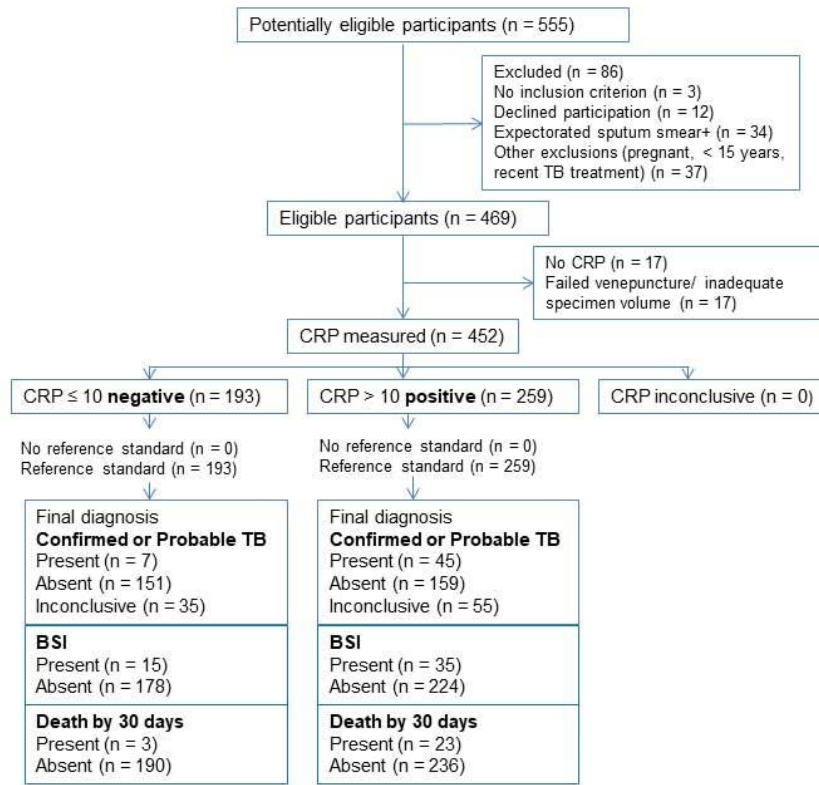 Potentially eligible participants (n = 555)
Excluded (n = 86)
No inclusion criterion (n = 3)
Declined participation (n = 12)
Expectorated sputum smear+ (n = 34)
Other exclusions (pregnant, < 15 years,
recent TB treatment) (n = 37)
Eligible participants (n = 469)
No CRP (n = 17)
Failed venepuncture/ inadequate
specimen volume (n = 17)
CRP measured (n = 452)
CRP ≤ 10 negative (n = 193)
CRP > 10 positive (n = 259)
CRP inconclusive (n = 0)
No reference standard (n = 0)
Reference standard (n = 193)
No reference standard (n = 0)
Reference standard (n = 259)
Final diagnosis
Confirmed or Probable TB
Present (n = 7)
Absent (n = 151)
Inconclusive (n = 35)
BSI
Present (n = 15)
Absent (n = 178)
Death by 30 days
Present (n = 3)
Absent (n = 190)
Final diagnosis
Confirmed or Probable TB
Present (n = 45)
Absent (n = 159)
Inconclusive (n = 55)
BSI
Present (n = 35)
Absent (n = 224)
Death by 30 days
Present (n = 23)
Absent (n = 236)